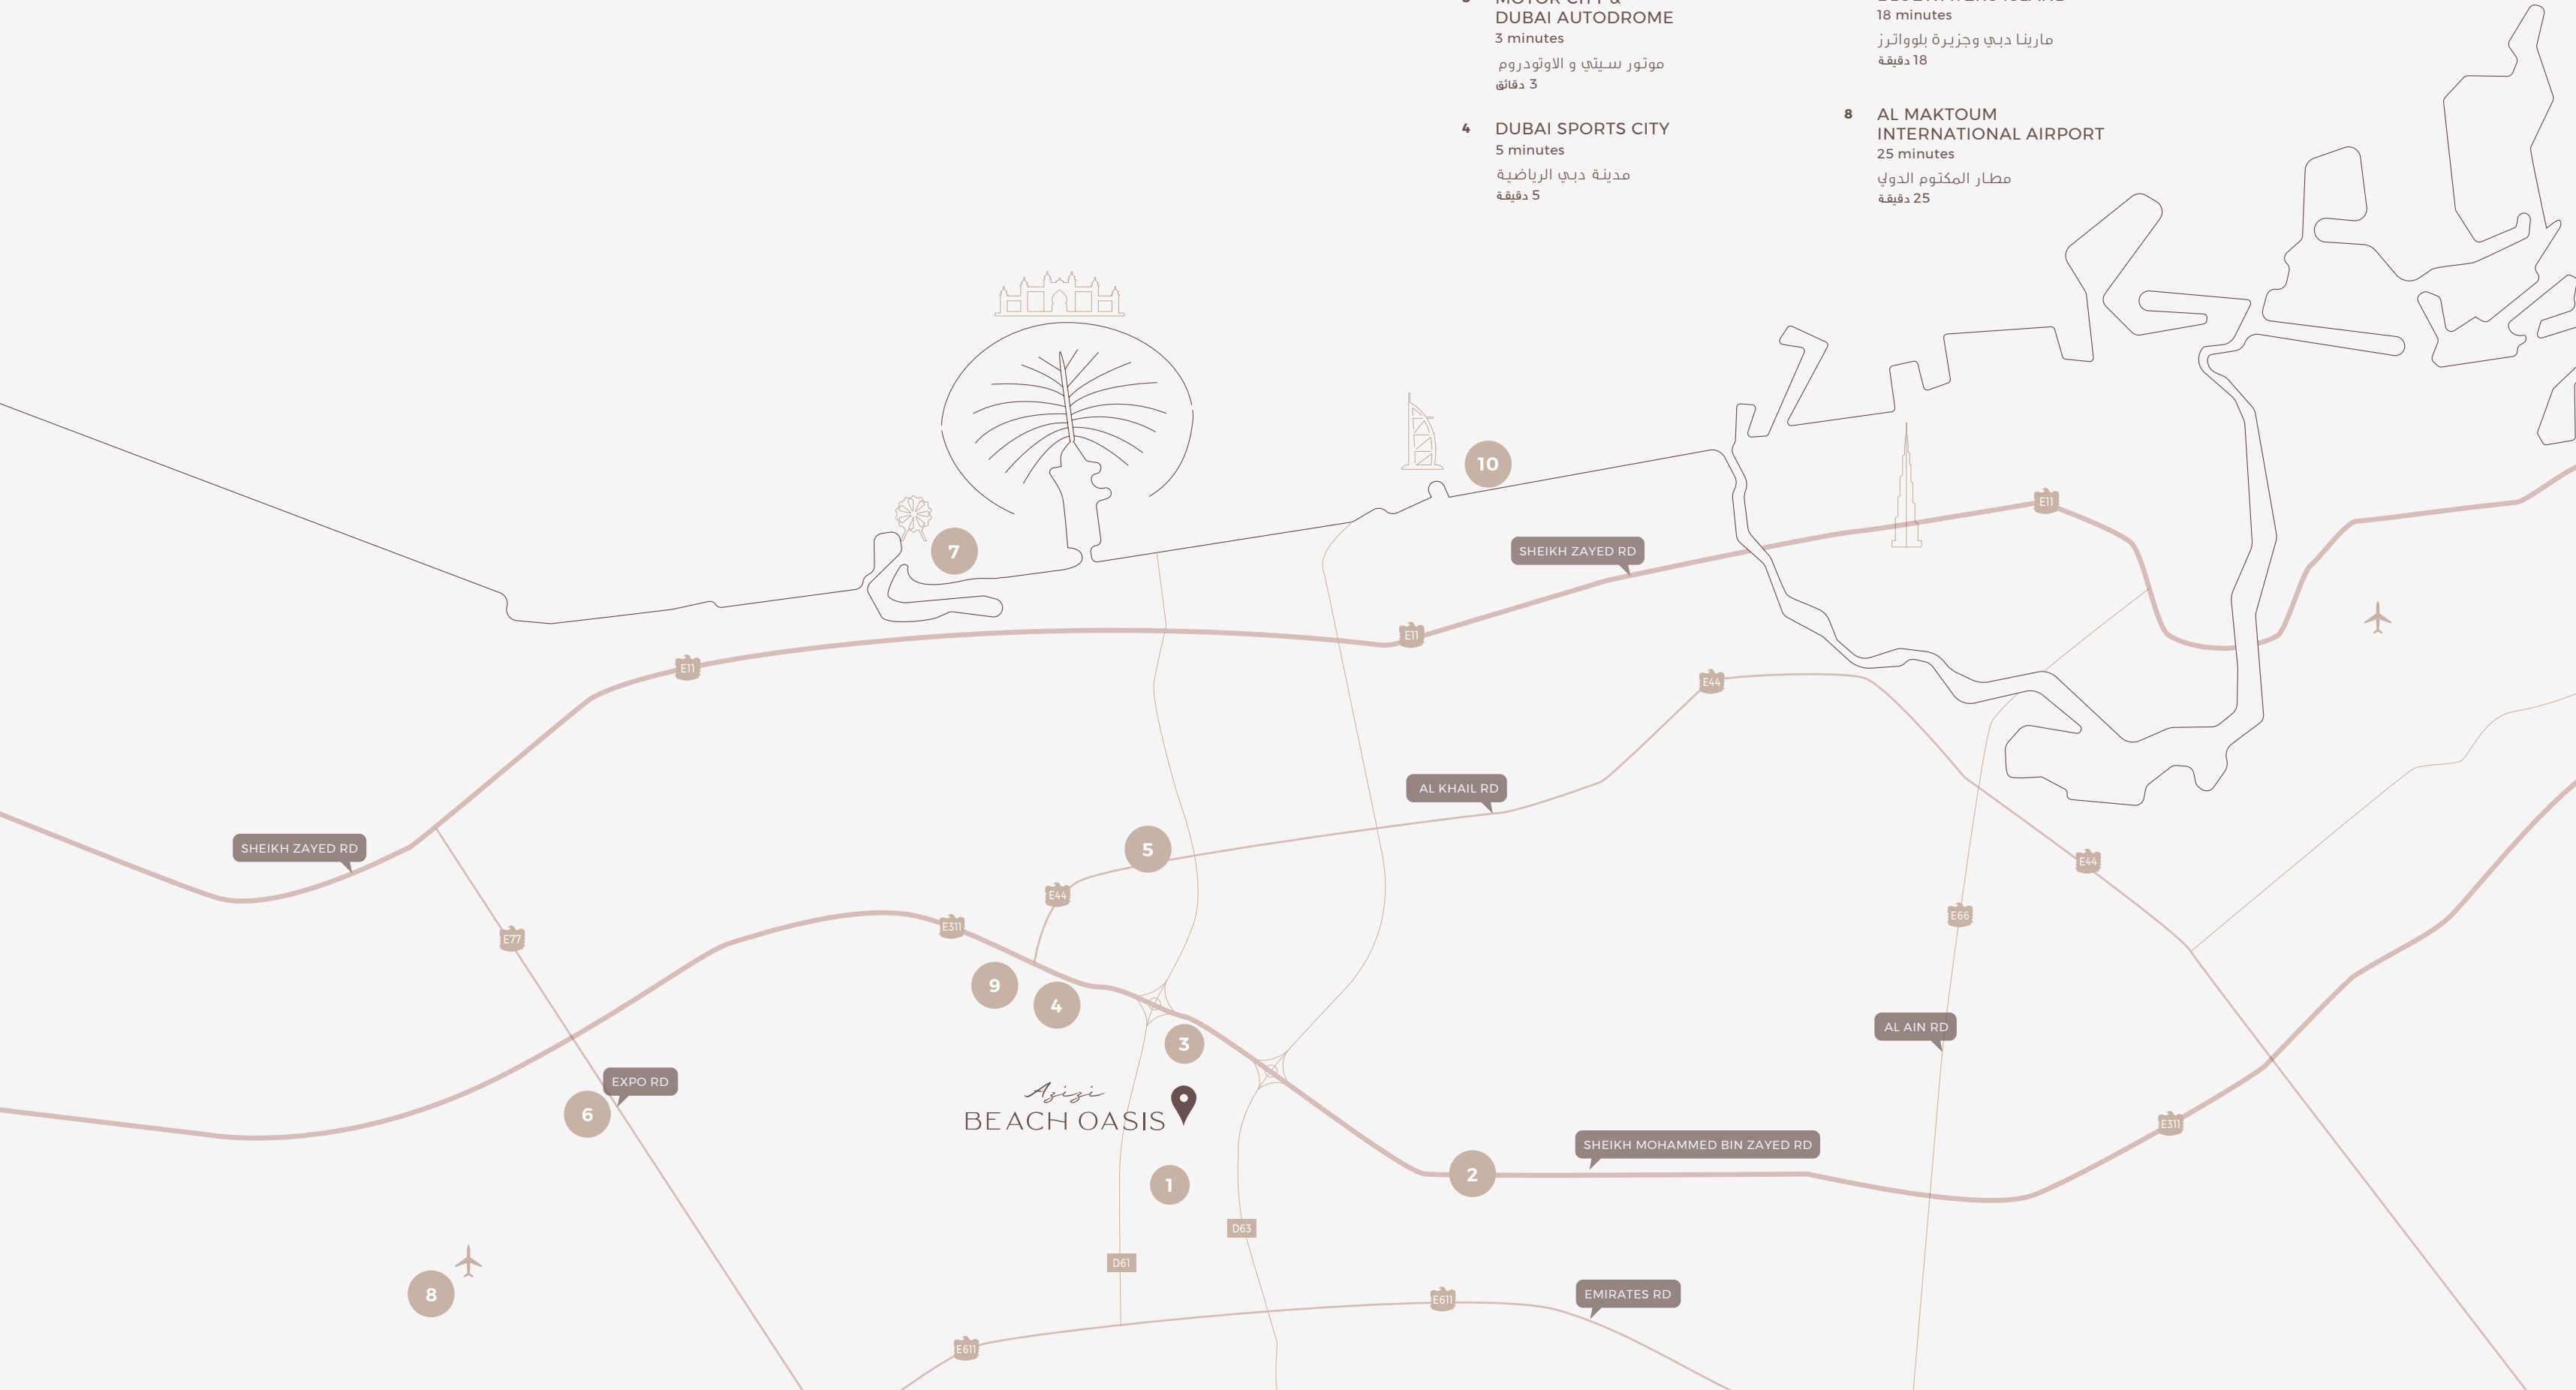 DUBAI AUTODROME
3 minutes
موتور سيتي و الاوتودروم
3 دقائق
4 DUBAI SPORTS CITY
5 minutes
مدينة دبي الرياضية
5 دقيقة
18 minutes
مارينا دبي وجزيرة بلوواترز
18 دقيقة
8 AL MAKTOUM
INTERNATIONAL AIRPORT
25 minutes
مطار المكتوم الدولي
25 دقيقة
10
7
E11
SHEIKH ZAYED RD
E11
E11
E44
AL KHAIL RD
SHEIKH ZAYED RD
5
E44
E44
E311
E77
E66
9
4
3
AL AIN RD
EXPO RD
6
Azizi
BEACH OASIS
E311
SHEIKH MOHAMMED BIN ZAYED RD
2
1
D63
D61
8
EMIRATES RD
E611
E611